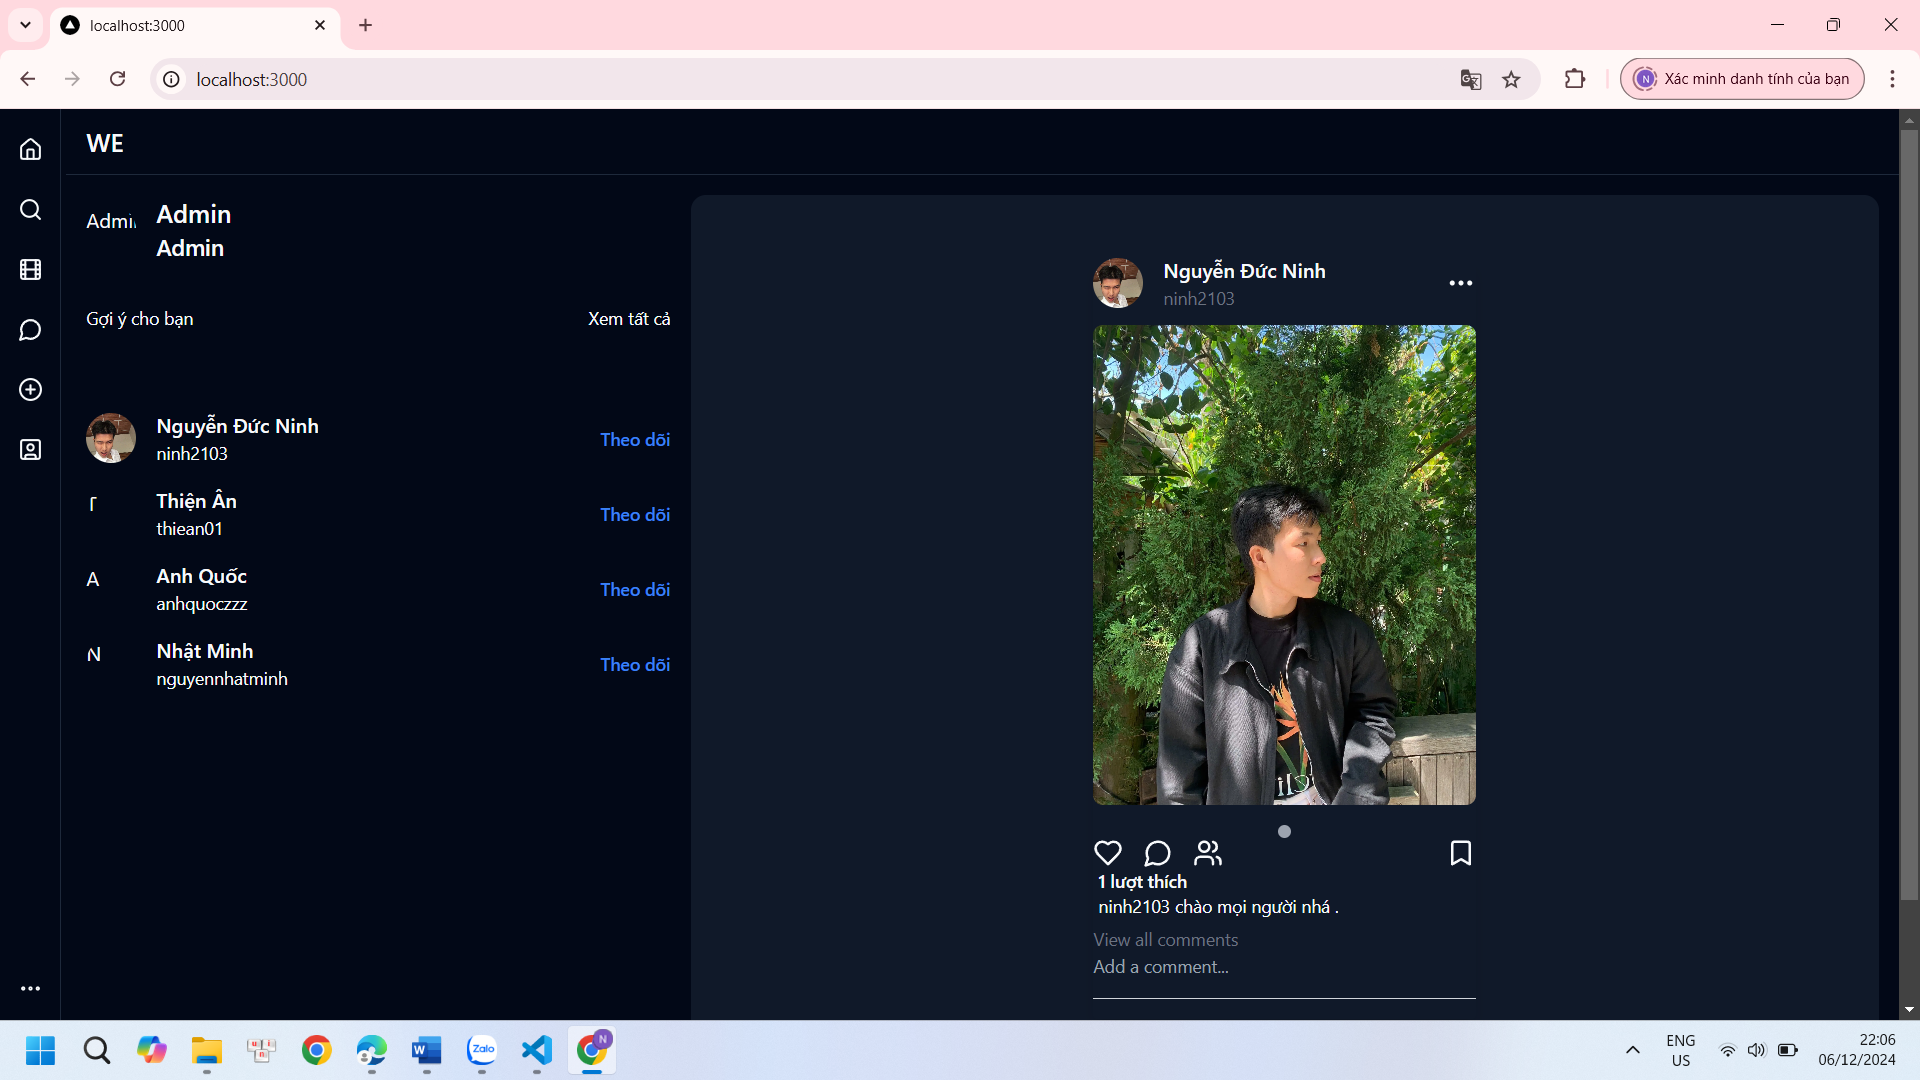 localhost:3000
localhost:3000
Xác minh danh tính của bạn
WE
Admin
Admin
Gợi ý cho bạn
Xem tất cả
Nguyễn Đức Ninh
ninh2103
Theo dõi
Thiện Ân
thiean01
Theo dõi
A
Anh Quốc
anhquoczzz
Theo dõi
N
Nhật Minh
nguyennhatminh
Theo dõi
Nguyễn Đức Ninh
ninh2103
1 lượt thích
ninh2103 chào mọi người nhá .
View all comments
Add a comment...
Zalo
ENG
US
22:06
06/12/2024